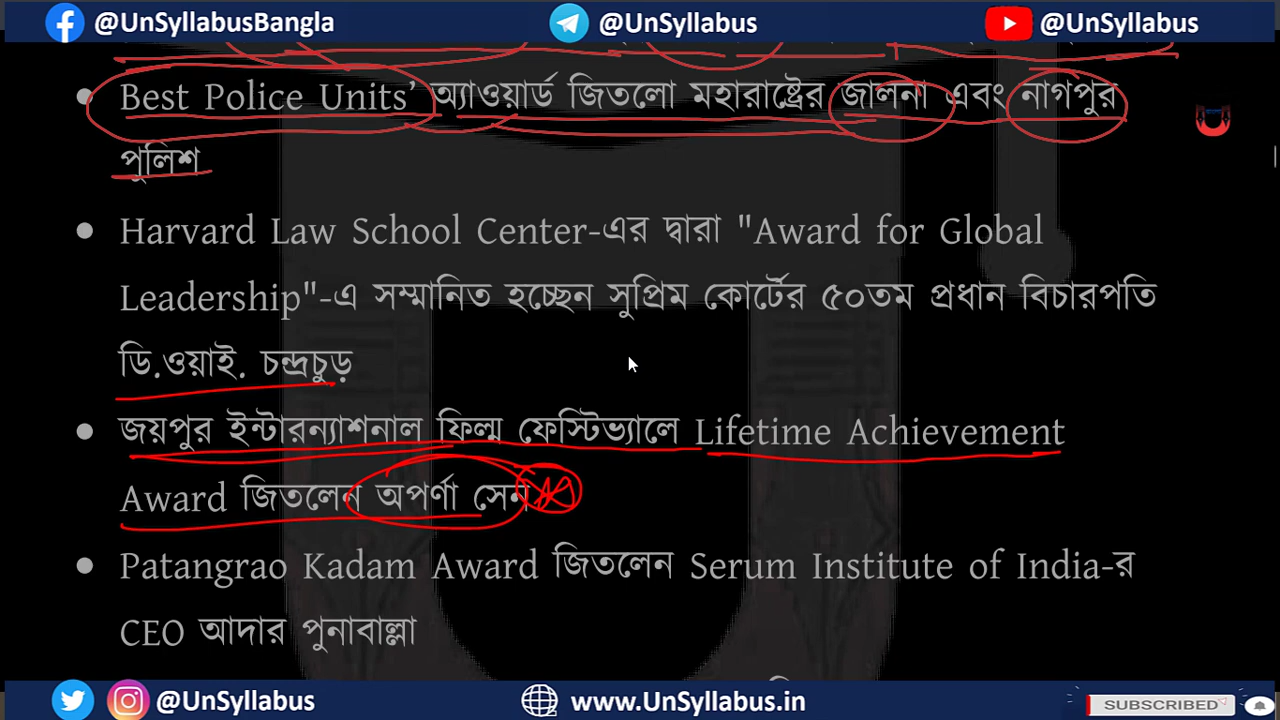 @UnSyllabusBangla @UnSyllabus @UnSyllabus
Best Police Units’ অ্যাওয়ার্ড জিতলো মহারাষ্ট্রের জালনা এবং নাগপুর
পুলিশ
Harvard Law School Center-এর দ্বারা "Award for Global
Leadership"-এ সম্মানিত হচ্ছেন সুপ্রিম কোর্টের ৫০তম প্রধান বিচারপতি
ডি.ওয়াই. চন্দ্রচুড়
জয়পুর ইন্টারন্যাশনাল ফিল্ম ফেস্টিভ্যালে Lifetime Achievement
Award জিতলেন অপর্ণা সেন
Patangrao Kadam Award জিতলেন Serum Institute of India-র
CEO আদার পুনাবাল্লা
@UnSyllabus www.UnSyllabus.in SUBSCRIBED